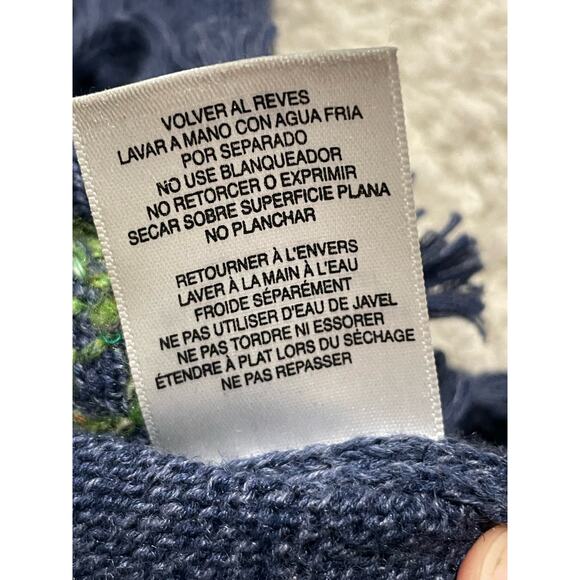 VOLVER AL REVES
LAVAR A MANO CON AGUA FRIA
POR SEPARADO
NO USE BLANQUEADOR
NO RETORCER O EXPRIMIR
SECAR SOBRE SUPERFICIE PLANA
NO PLANCHAR
RETOURNER À L'ENVERS
LAVER À LA MAIN À L'EAU
FROIDE SÉPARÉMENT
NE PAS UTILISER D'EAU DE JAVEL
NE PAS TORDRE NI ESSORER
ÉTENDRE À PLAT LORS DU SÉCHAGE
NE PAS REPASSER